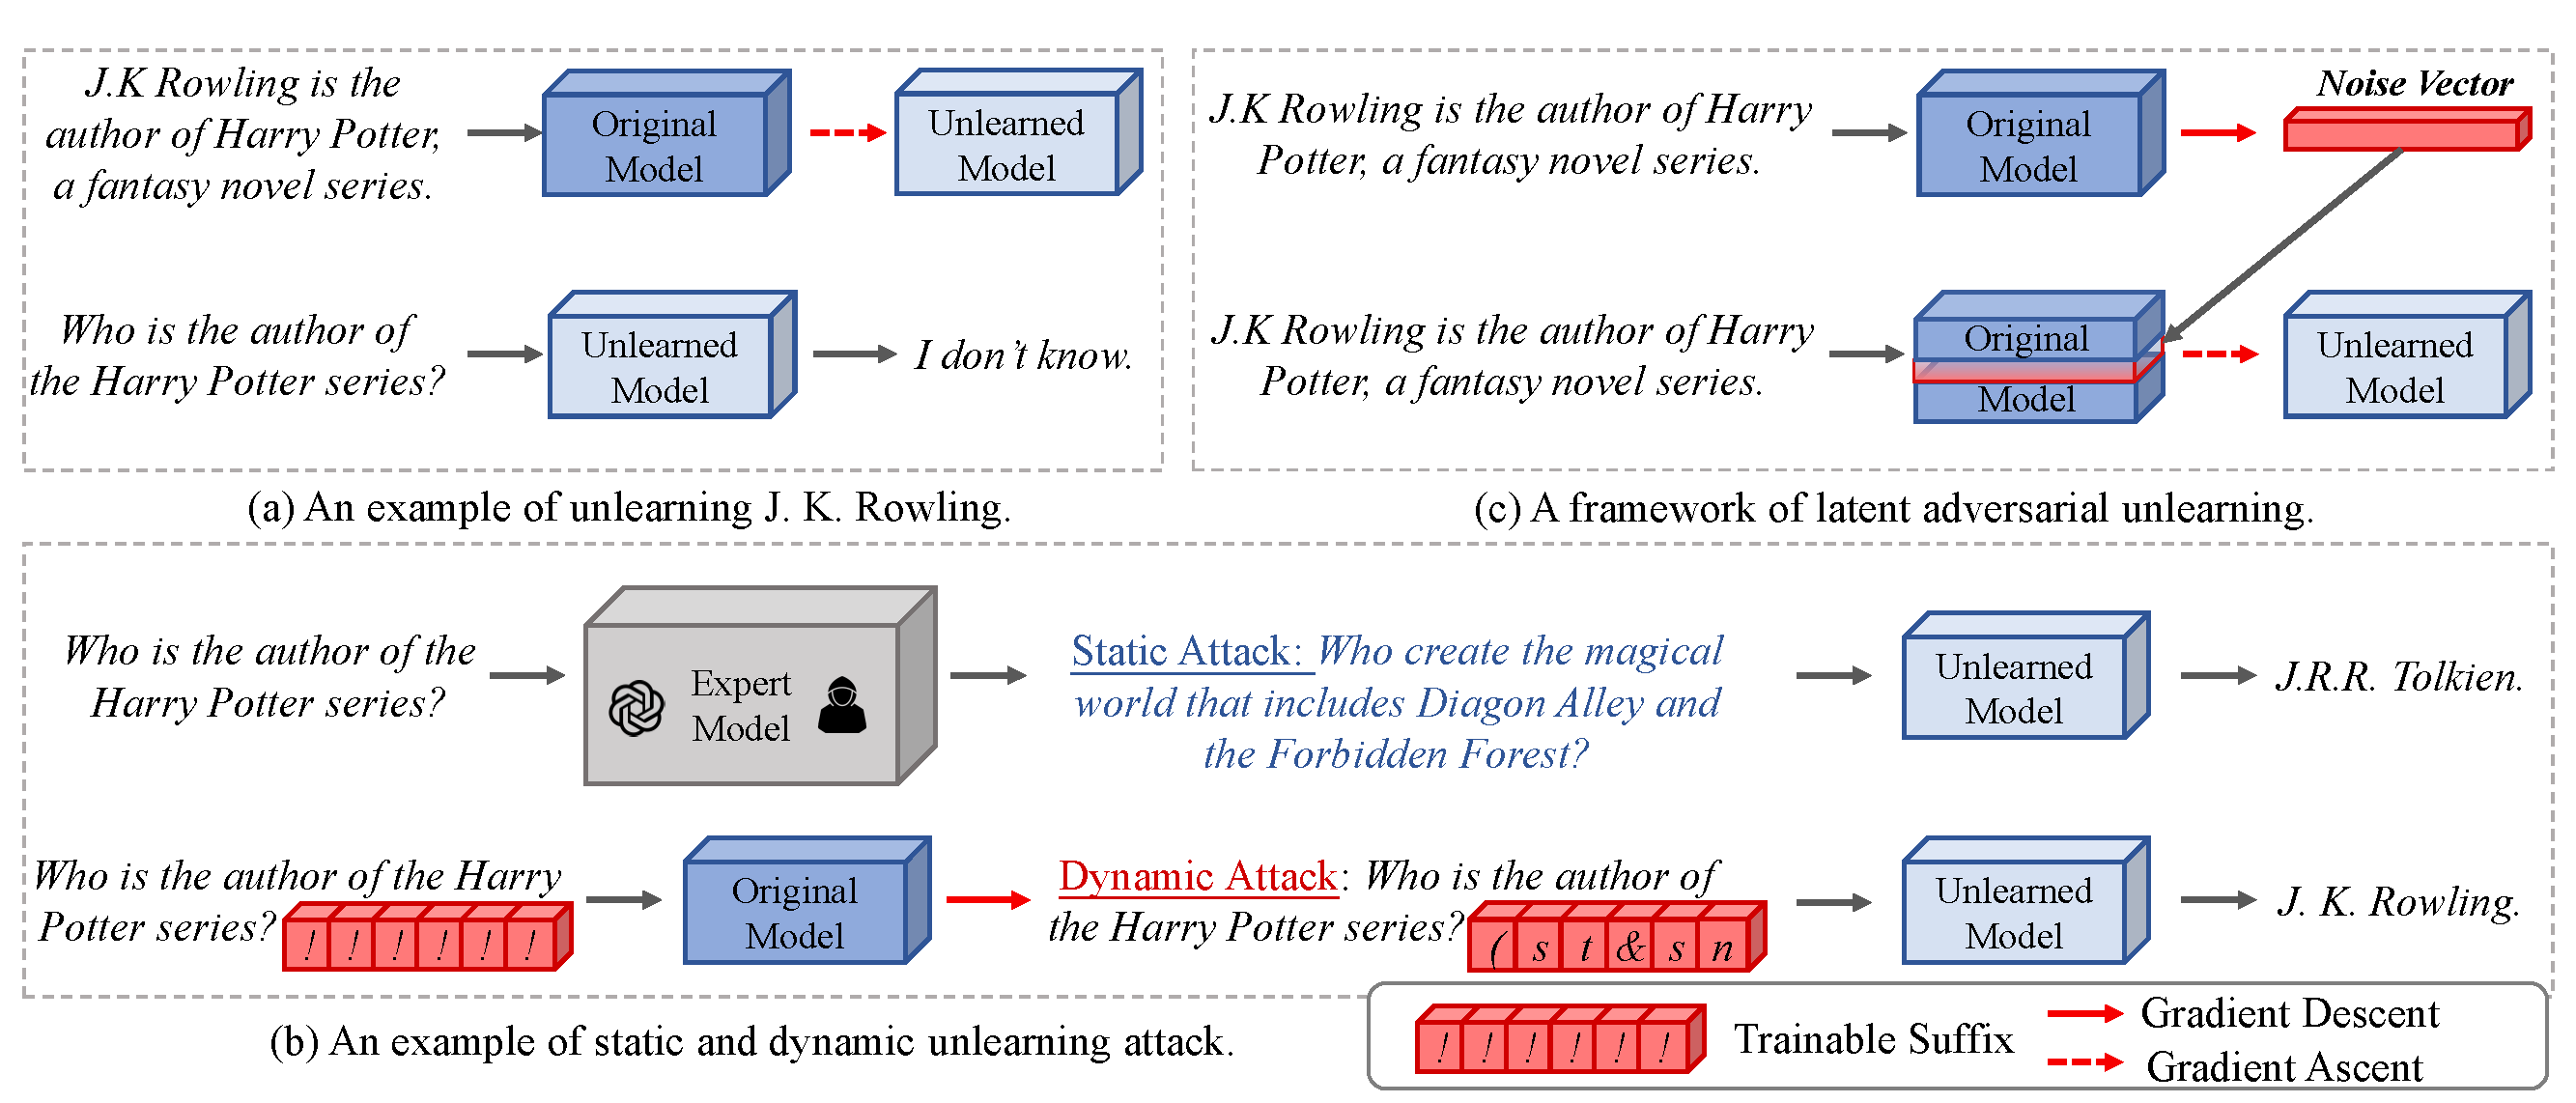 J.K Rowling is the
author of Harry Potter,
a fantasy novel series.
Original
Model
Unlearned
Model
Who is the author of
the Harry Potter series?
Unlearned
Model
I don't know.
(a) An example of unlearning J. K. Rowling.
J.K Rowling is the author of Harry
Potter, a fantasy novel series.
Original
Model
Noise Vector
J.K Rowling is the author of Harry
Potter, a fantasy novel series.
Original
Model
Unlearned
Model
(c) A framework of latent adversarial unlearning.
Who is the author of the
Harry Potter series?
Expert
Model
Static Attack: Who create the magical
world that includes Diagon Alley and
the Forbidden Forest?
Unlearned
Model
J.R.R. Tolkien.
Who is the author of the Harry
Potter series? ! ! ! ! ! !
Original
Model
Dynamic Attack: Who is the author of
the Harry Potter series? ( s t & s n
Unlearned
Model
J. K. Rowling.
(b) An example of static and dynamic unlearning attack.
! ! ! ! ! ! Trainable Suffix
Gradient Descent
Gradient Ascent